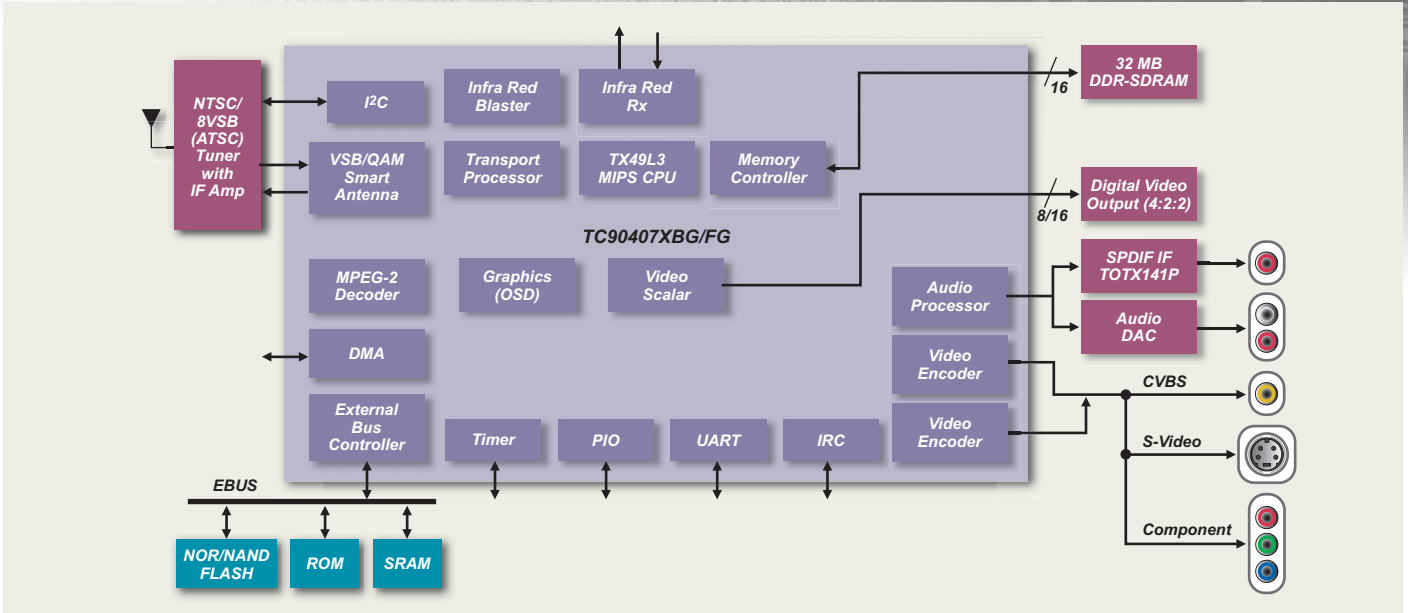 NTSC/
8VSB
(ATSC)
Tuner
with
IF Amp
I²C
Infra Red
Blaster
Infra Red
Rx
16
32 MB
DDR-SDRAM
VSB/QAM
Smart
Antenna
Transport
Processor
TX49L3
MIPS CPU
Memory
Controller
8/16
Digital Video
Output (4:2:2)
TC90407XBG/FG
MPEG-2
Decoder
Graphics
(OSD)
Video
Scalar
Audio
Processor
SPDIF IF
TOTX141P
Audio
DAC
DMA
Video
Encoder
CVBS
External
Bus
Controller
Timer
PIO
UART
IRC
Video
Encoder
S-Video
EBUS
Component
NOR/NAND
FLASH
ROM
SRAM